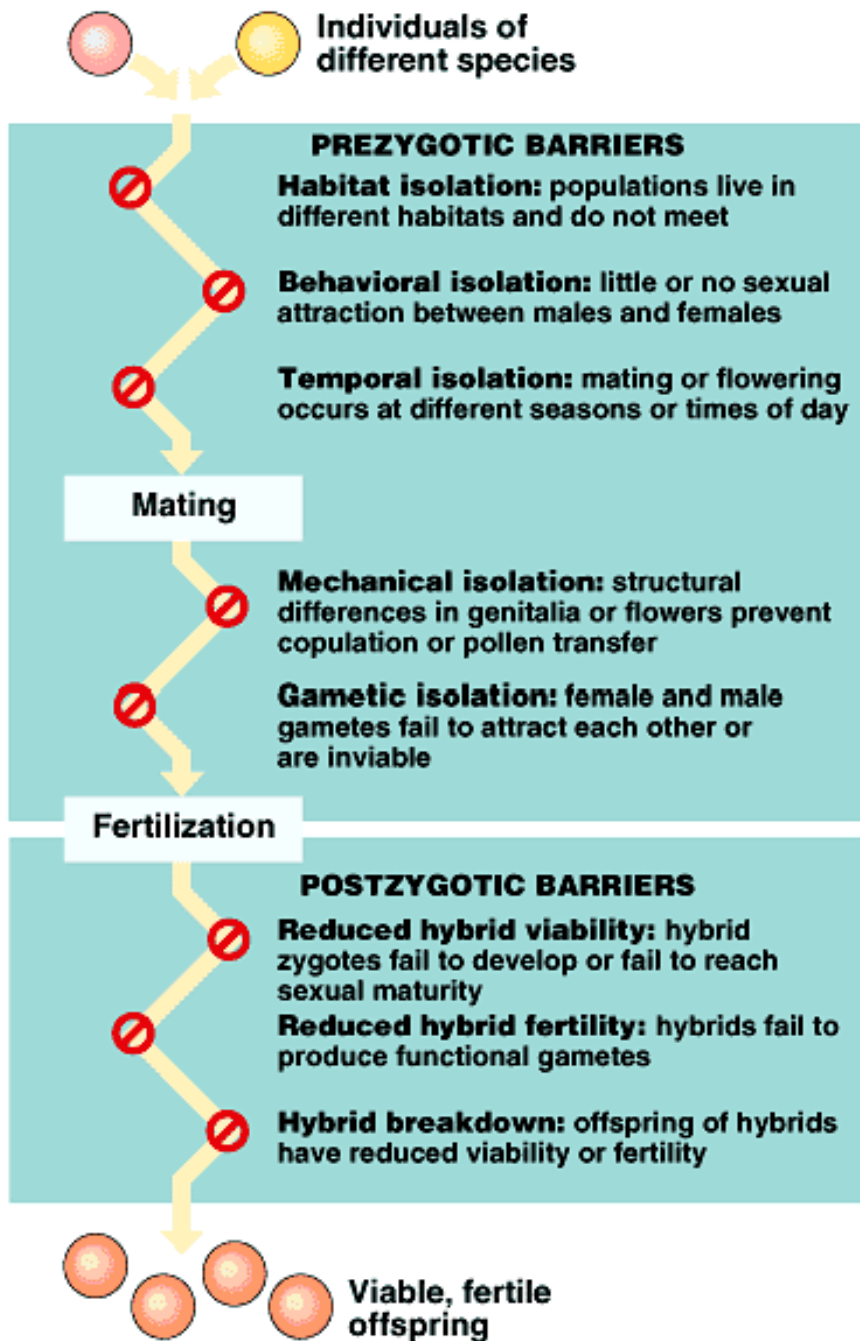 Individuals of
different species
PREZYGOTIC BARRIERS
Habitat isolation: populations live in
different habitats and do not meet
Behavioral isolation: little or no sexual
attraction between males and females
Temporal isolation: mating or flowering
occurs at different seasons or times of day
Mating
Mechanical isolation: structural
differences in genitalia or flowers prevent
copulation or pollen transfer
Gametic isolation: female and male
gametes fail to attract each other or
are inviable
Fertilization
POSTZYGOTIC BARRIERS
Reduced hybrid viability: hybrid
zygotes fail to develop or fail to reach
sexual maturity
Reduced hybrid fertility: hybrids fail to
produce functional gametes
Hybrid breakdown: offspring of hybrids
have reduced viability or fertility
Viable, fertile
offspring